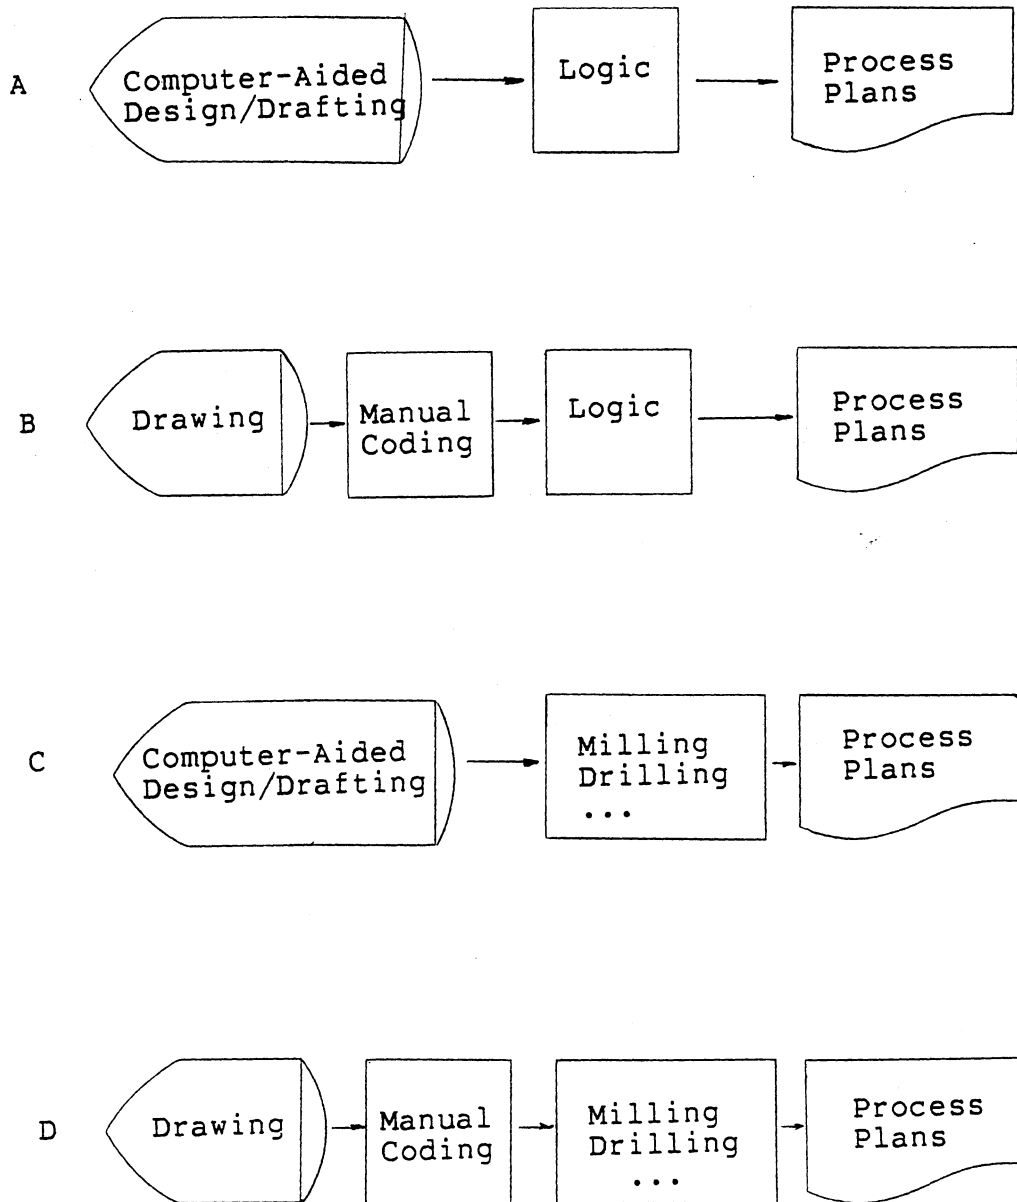 A
Computer-Aided
Design/Drafting
Logic
Process
Plans
B
Drawing
Manual
Coding
Logic
Process
Plans
C
Computer-Aided
Design/Drafting
Milling
Drilling
...
Process
Plans
D
Drawing
Manual
Coding
Milling
Drilling
...
Process
Plans